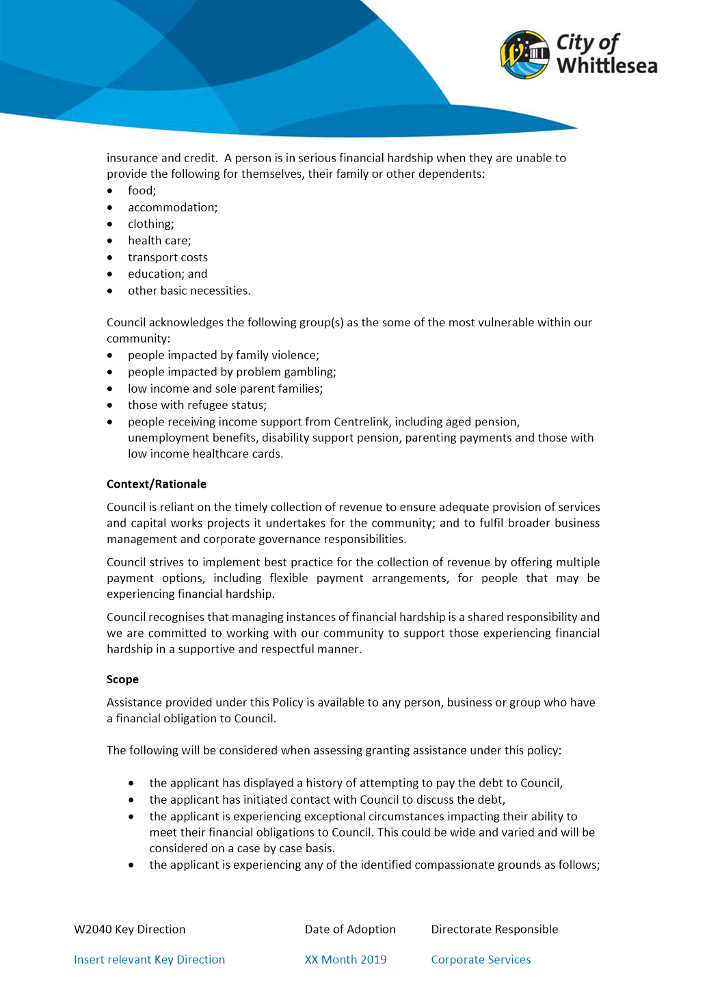 City of
Whittlesea
insurance and credit.  A person is in serious financial hardship when they are unable to
provide the following for themselves, their family or other dependents:
• food;
• accommodation;
• clothing;
• health care;
• transport costs
• education; and
• other basic necessities.
Council acknowledges the following group(s) as the some of the most vulnerable within our
community:
• people impacted by family violence;
• people impacted by problem gambling;
• low income and sole parent families;
• those with refugee status;
• people receiving income support from Centrelink, including aged pension,
unemployment benefits, disability support pension, parenting payments and those with
low income healthcare cards.
Context/Rationale
Council is reliant on the timely collection of revenue to ensure adequate provision of services
and capital works projects it undertakes for the community; and to fulfil broader business
management and corporate governance responsibilities.
Council strives to implement best practice for the collection of revenue by offering multiple
payment options, including flexible payment arrangements, for people that may be
experiencing financial hardship.
Council recognises that managing instances of financial hardship is a shared responsibility and
we are committed to working with our community to support those experiencing financial
hardship in a supportive and respectful manner.
Scope
Assistance provided under this Policy is available to any person, business or group who have
a financial obligation to Council.
The following will be considered when assessing granting assistance under this policy:
• the applicant has displayed a history of attempting to pay the debt to Council,
• the applicant has initiated contact with Council to discuss the debt,
• the applicant is experiencing exceptional circumstances impacting their ability to
meet their financial obligations to Council. This could be wide and varied and will be
considered on a case by case basis.
• the applicant is experiencing any of the identified compassionate grounds as follows;
W2040 Key Direction Date of Adoption Directorate Responsible
Insert relevant Key Direction XX Month 2019 Corporate Services